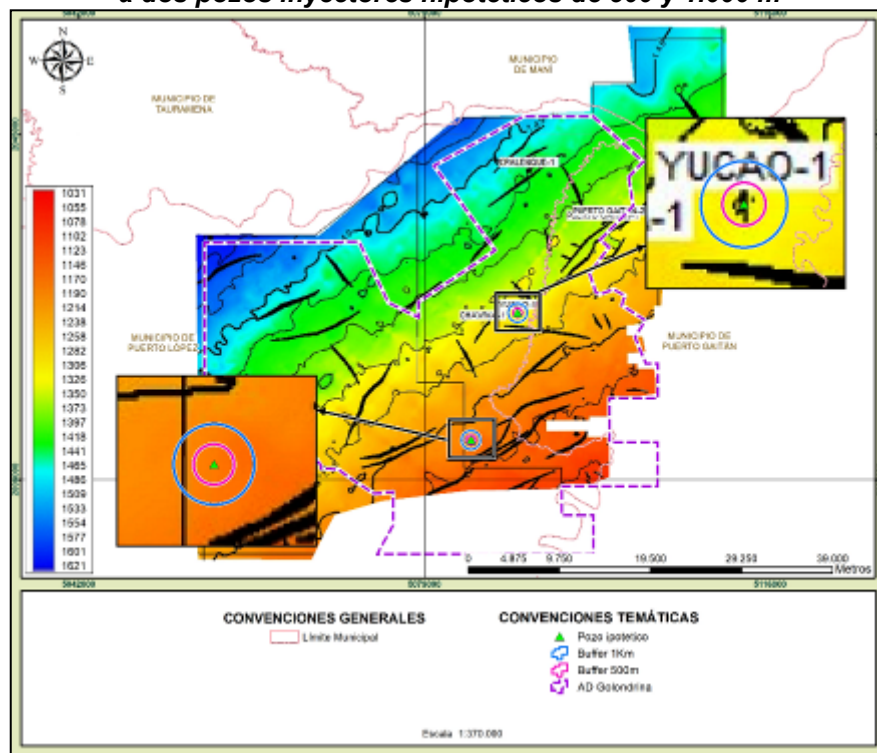 a dos pozos inyectores hipotéticos de 500 y 1.000 m
N
W E
S
MUNICIPIO DE
TAURAMENA
MUNICIPIO
DE MANÍ
YUCAO-1
-1
1031
1055
1078
1102
1123
1146
1170
1190
1214
1238
1258
1282
1306
1326
1350
1373
1397
1418
1441
1465
1486
1509
1533
1554
1577
1601
1621
MUNICIPIO DE
PUERTO LÓPEZ
MUNICIPIO DE
PUERTO GAITÁN
0 4.875 9.750 19.500 29.250 39.000
Metros
CONVENCIONES GENERALES
Límite Municipal
CONVENCIONES TEMÁTICAS
Pozo ipotetico
Buffer 1Km
Buffer 500m
AD Golondrina
Escala 1:370.000